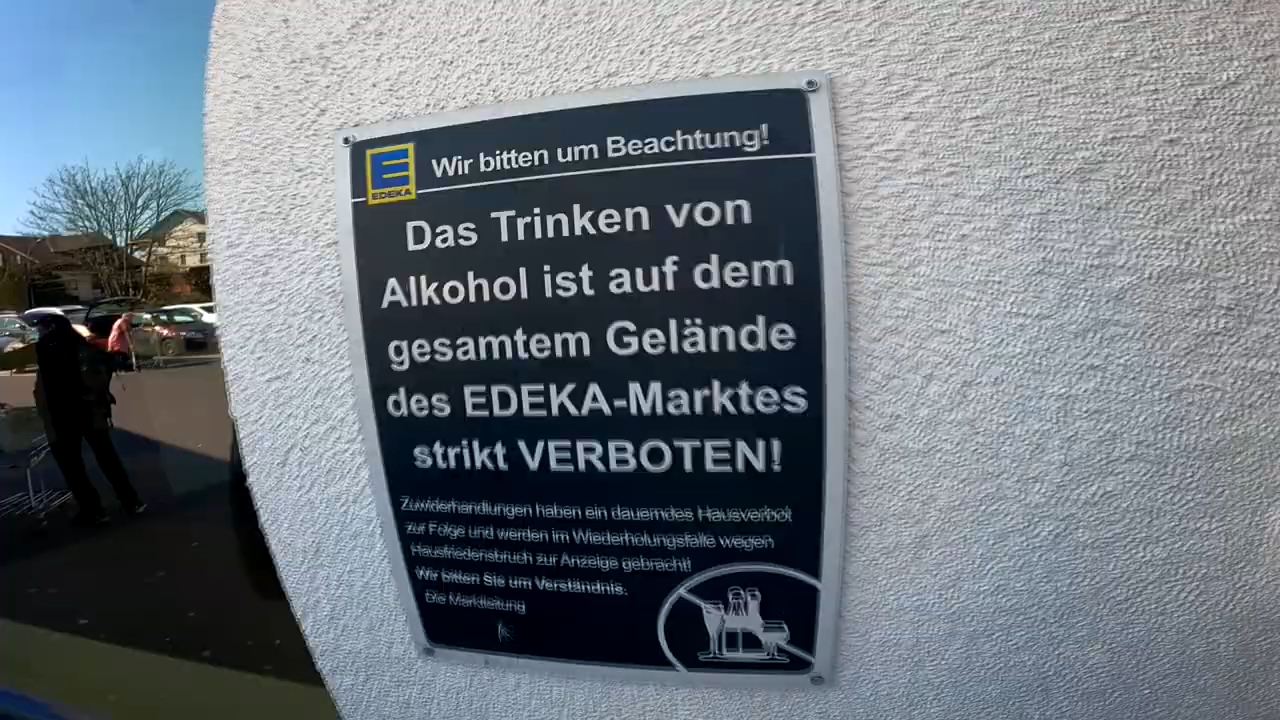 EDEKA
Wir bitten um Beachtung!
Das Trinken von
Alkohol ist auf dem
gesamtem Gelände
des EDEKA-Marktes
strikt VERBOTEN!
Zuwiderhandlungen haben ein dauerndes Hausverbot
zur Folge und werden im Wiederholungsfalle wegen
Hausfriedensbruch zur Anzeige gebracht!
Wir bitten Sie um Verständnis.
Die Marktleitung